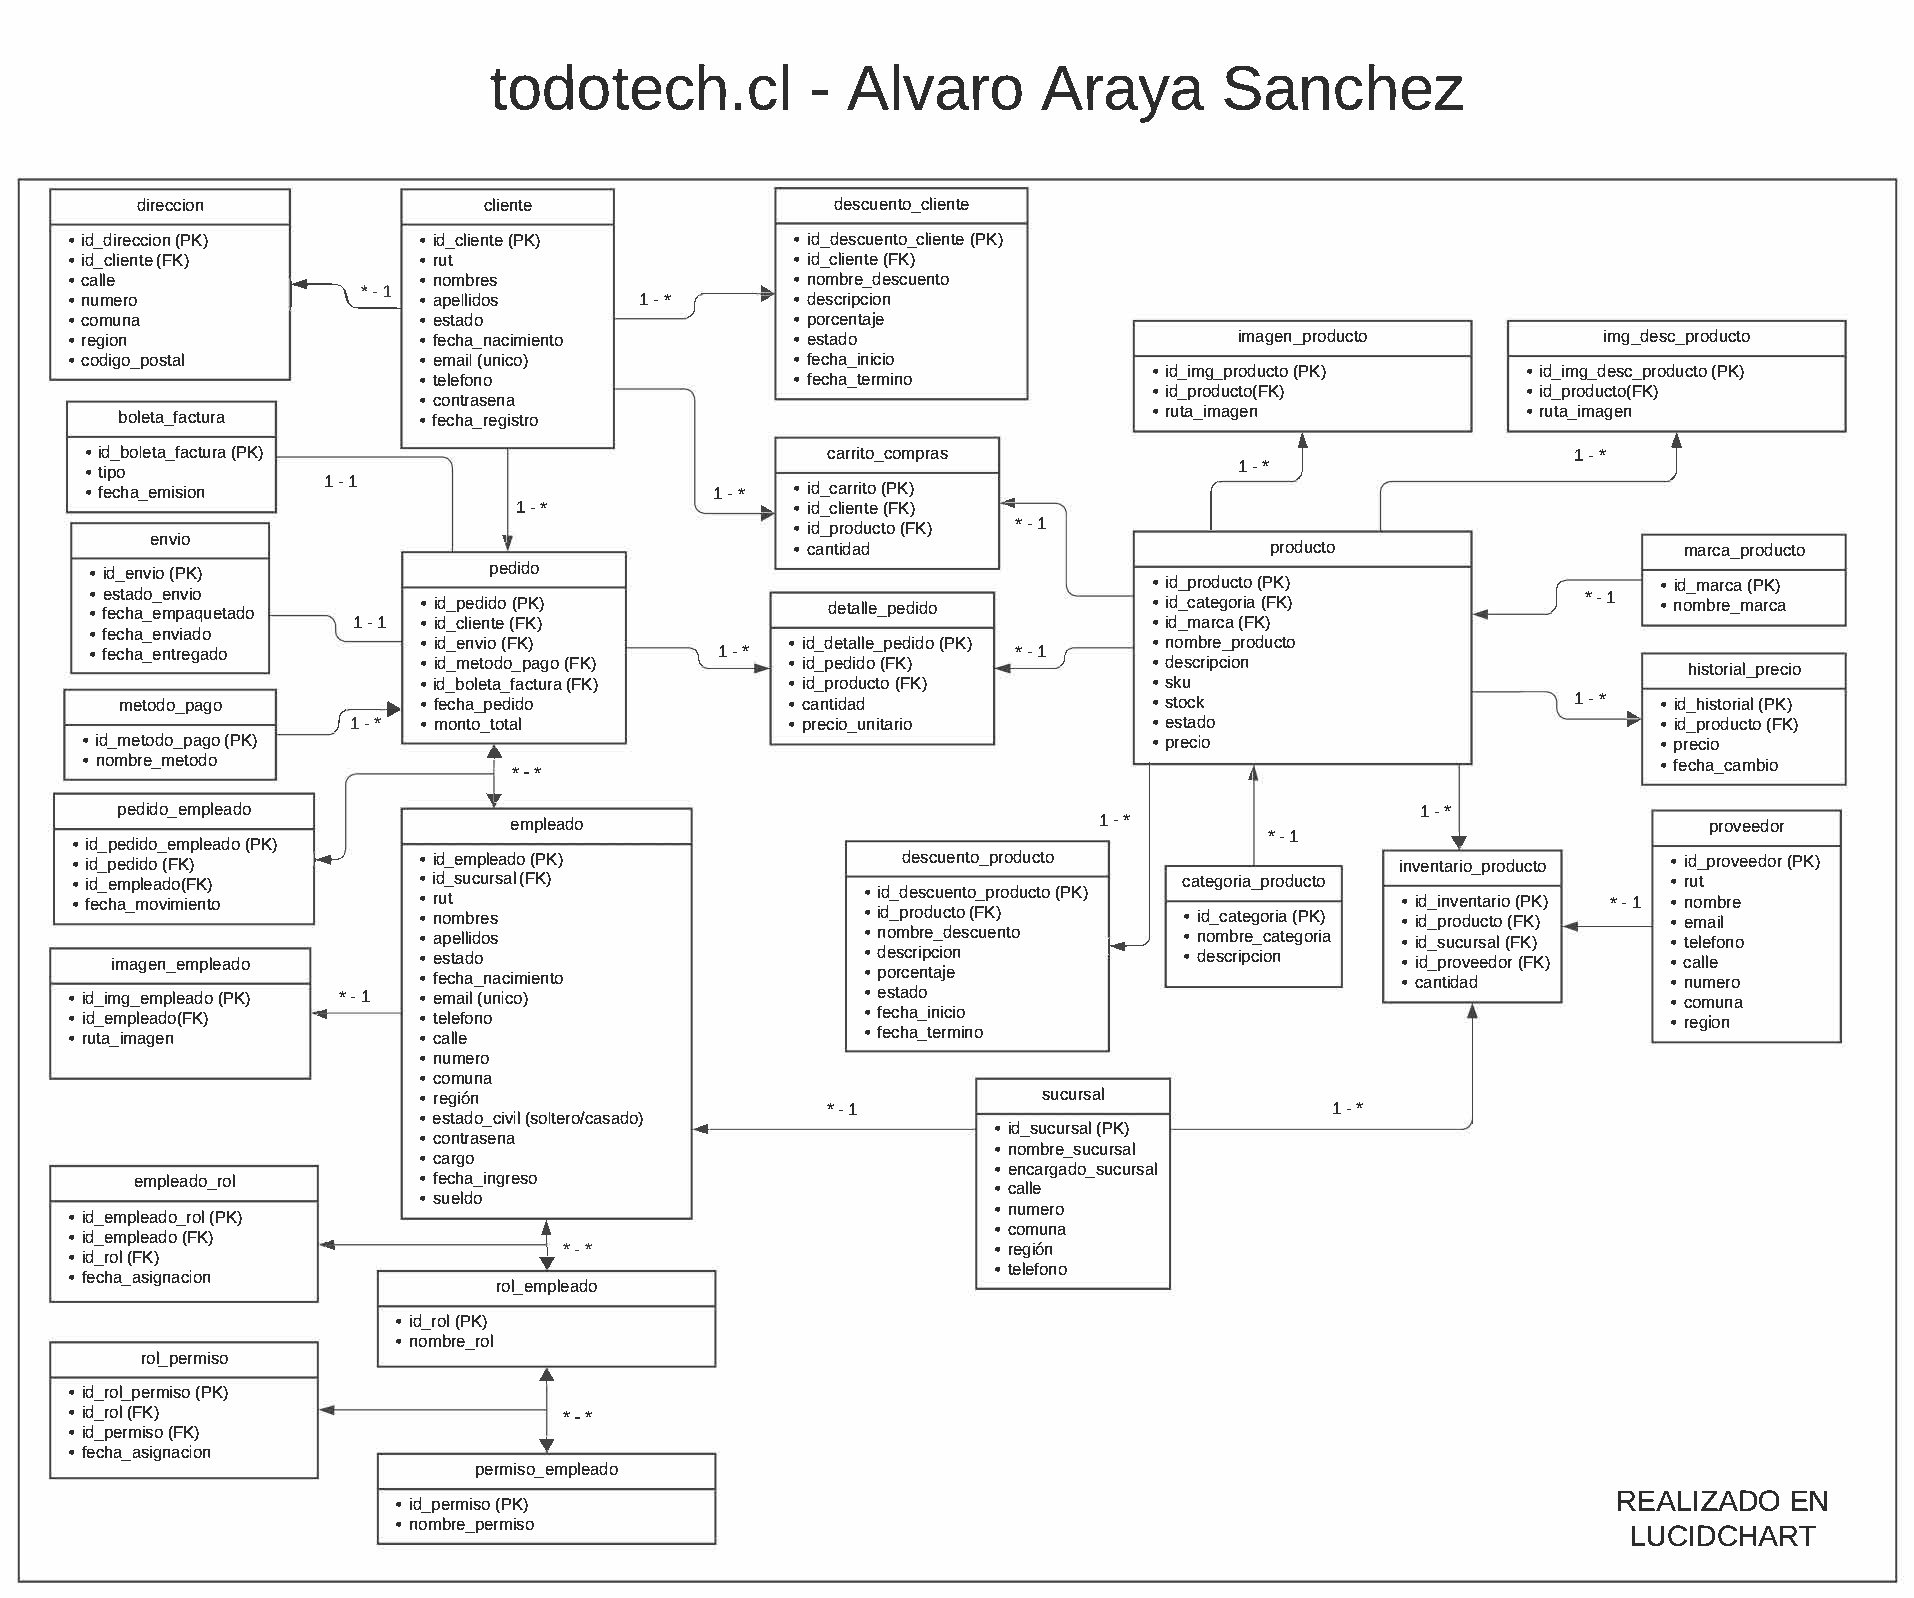 todotech.cl - Alvaro Araya Sanchez
direccion
• id_direccion (PK)
• id_cliente (FK)
• calle
• numero
• comuna
• region
• codigo_postal
* - 1
cliente
• id_cliente (PK)
• rut
• nombres
• apellidos
• estado
• fecha_nacimiento
• email (unico)
• telefono
• contrasena
• fecha_registro
1 - *
descuento_cliente
• id_descuento_cliente (PK)
• id_cliente (FK)
• nombre_descuento
• descripcion
• porcentaje
• estado
• fecha_inicio
• fecha_termino
imagen_producto
• id_img_producto (PK)
• id_producto(FK)
• ruta_imagen
img_desc_producto
• id_img_desc_producto (PK)
• id_producto(FK)
• ruta_imagen
1 - *
1 - *
boleta_factura
• id_boleta_factura (PK)
• tipo
• fecha_emision
1 - 1
1 - *
1 - *
carrito_compras
• id_carrito (PK)
• id_cliente (FK)
• id_producto (FK)
• cantidad
* - 1
envio
• id_envio (PK)
• estado_envio
• fecha_empaquetado
• fecha_enviado
• fecha_entregado
1 - 1
pedido
• id_pedido (PK)
• id_cliente (FK)
• id_envio (FK)
• id_metodo_pago (FK)
• id_boleta_factura (FK)
• fecha_pedido
• monto_total
1 - *
detalle_pedido
• id_detalle_pedido (PK)
• id_pedido (FK)
• id_producto (FK)
• cantidad
• precio_unitario
* - 1
producto
• id_producto (PK)
• id_categoria (FK)
• id_marca (FK)
• nombre_producto
• descripcion
• sku
• stock
• estado
• precio
* - 1
marca_producto
• id_marca (PK)
• nombre_marca
1 - *
historial_precio
• id_historial (PK)
• id_producto (FK)
• precio
• fecha_cambio
metodo_pago
• id_metodo_pago (PK)
• nombre_metodo
1 - *
* - *
pedido_empleado
• id_pedido_empleado (PK)
• id_pedido (FK)
• id_empleado(FK)
• fecha_movimiento
empleado
• id_empleado (PK)
• id_sucursal (FK)
• rut
• nombres
• apellidos
• estado
• fecha_nacimiento
• email (unico)
• telefono
• calle
• numero
• comuna
• región
• estado_civil (soltero/casado)
• contrasena
• cargo
• fecha_ingreso
• sueldo
1 - *
descuento_producto
• id_descuento_producto (PK)
• id_producto (FK)
• nombre_descuento
• descripcion
• porcentaje
• estado
• fecha_inicio
• fecha_termino
* - 1
categoria_producto
• id_categoria (PK)
• nombre_categoria
• descripcion
1 - *
inventario_producto
• id_inventario (PK)
• id_producto (FK)
• id_sucursal (FK)
• id_proveedor (FK)
• cantidad
* - 1
proveedor
• id_proveedor (PK)
• rut
• nombre
• email
• telefono
• calle
• numero
• comuna
• region
imagen_empleado
• id_img_empleado (PK)
• id_empleado(FK)
• ruta_imagen
* - 1
* - 1
sucursal
• id_sucursal (PK)
• nombre_sucursal
• encargado_sucursal
• calle
• numero
• comuna
• región
• telefono
1 - *
empleado_rol
• id_empleado_rol (PK)
• id_empleado (FK)
• id_rol (FK)
• fecha_asignacion
* - *
rol_empleado
• id_rol (PK)
• nombre_rol
rol_permiso
• id_rol_permiso (PK)
• id_rol (FK)
• id_permiso (FK)
• fecha_asignacion
* - *
permiso_empleado
• id_permiso (PK)
• nombre_permiso
REALIZADO EN
LUCIDCHART